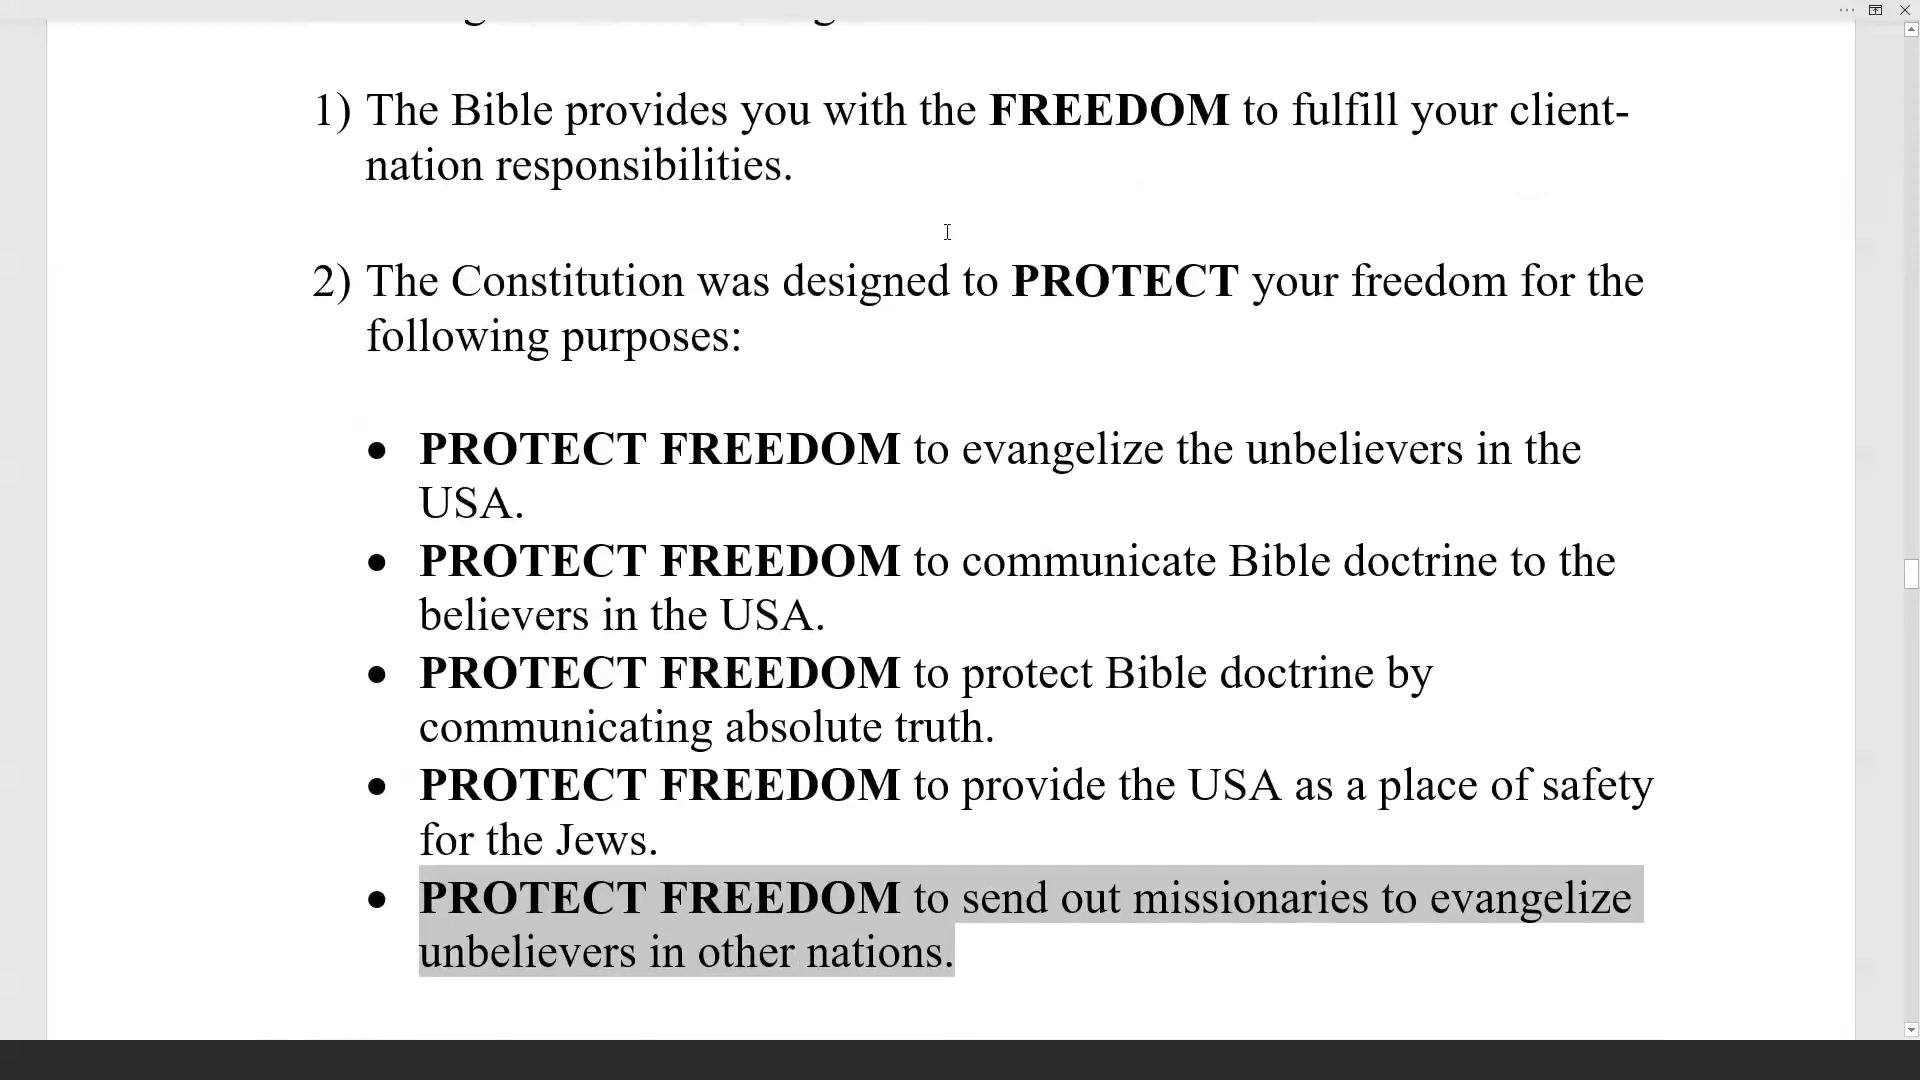 1) The Bible provides you with the FREEDOM to fulfill your client-
nation responsibilities.
2) The Constitution was designed to PROTECT your freedom for the
following purposes:
• PROTECT FREEDOM to evangelize the unbelievers in the
USA.
• PROTECT FREEDOM to communicate Bible doctrine to the
believers in the USA.
• PROTECT FREEDOM to protect Bible doctrine by
communicating absolute truth.
• PROTECT FREEDOM to provide the USA as a place of safety
for the Jews.
• PROTECT FREEDOM to send out missionaries to evangelize
unbelievers in other nations.